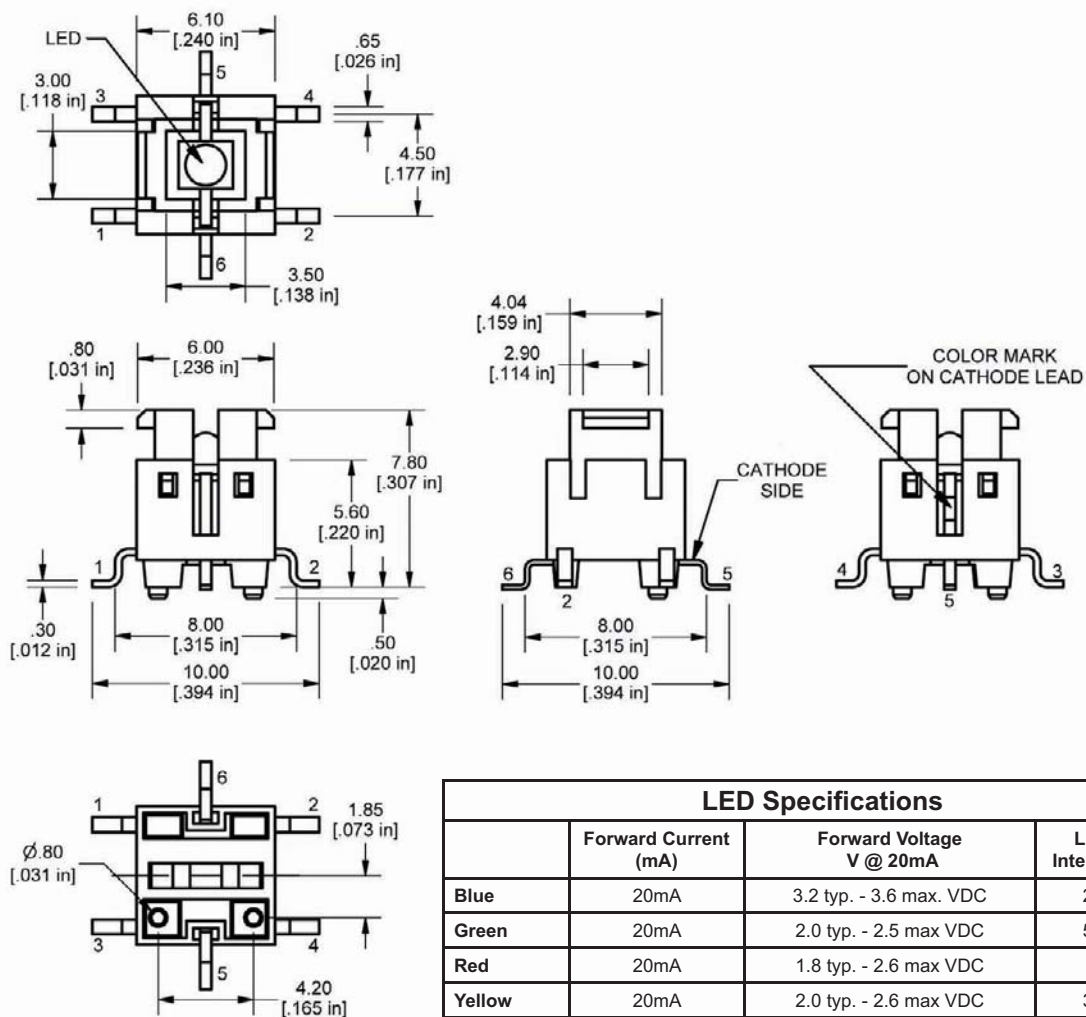 6.10
[.240 in]
LED
5
.65
[.026 in]
3.00
[.118 in]
3
4
4.50
[.177 in]
1
2
6
3.50
[.138 in]
.80
[.031 in]
6.00
[.236 in]
7.80
[.307 in]
5.60
[.220 in]
1
2
.30
[.012 in]
8.00
[.315 in]
.50
[.020 in]
10.00
[.394 in]
4.04
[.159 in]
2.90
[.114 in]
CATHODE
SIDE
6
2
5
8.00
[.315 in]
10.00
[.394 in]
COLOR MARK
ON CATHODE LEAD
4
5
3
6
1
2
1.85
[.073 in]
Ø.80
[.031 in]
3
4
5
4.20
[.165 in]
LED Specifications
Forward Current
(mA)
Forward Voltage
V @ 20mA
Blue 20mA 3.2 typ. - 3.6 max. VDC
Green 20mA 2.0 typ. - 2.5 max VDC
Red 20mA 1.8 typ. - 2.6 max VDC
Yellow 20mA 2.0 typ. - 2.6 max VDC